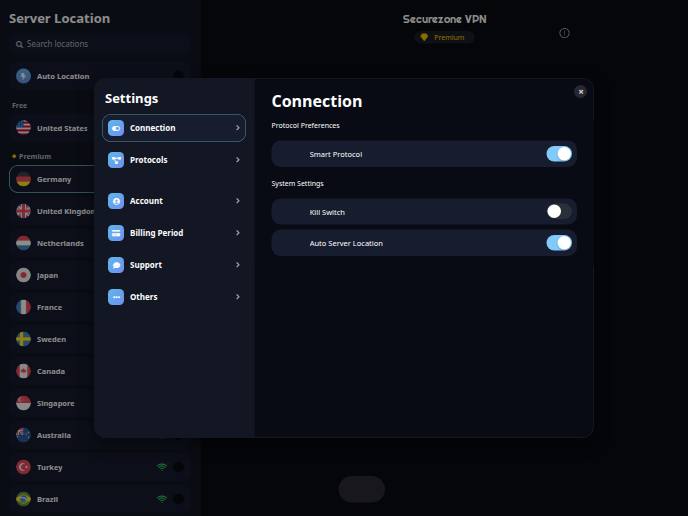 Server Location
Search locations
Auto Location
Free
United States
Premium
Germany
United Kingdom
Netherlands
Japan
France
Sweden
Canada
Singapore
Australia
Turkey
Brazil
Securezone VPN
Premium
Settings
Connection
Protocols
Account
Billing Period
Support
Others
Connection
Protocol Preferences
Smart Protocol
System Settings
Kill Switch
Auto Server Location